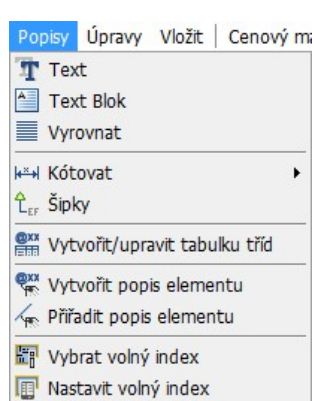 Popisy Úpravy Vložit Cenový
Text
Text Blok
Vyrovnat
Kótovat
Šipky
Vytvořit/upravit tabulku tříd
Vytvořit popis elementu
Přiřadit popis elementu
Vybrat volný index
Nastavit volný index